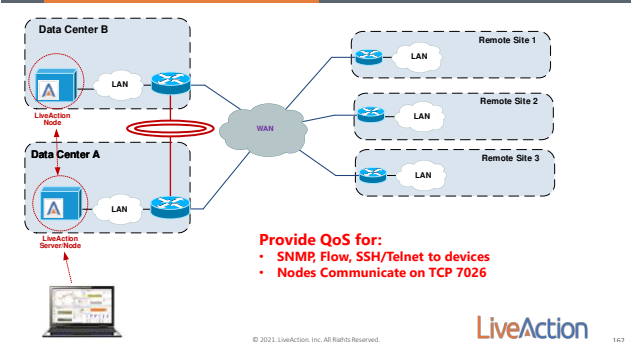 Data Center B
LAN
LiveAction
Node
Data Center A
LAN
LiveAction
Server/Node
WAN
Remote Site 1
LAN
Remote Site 2
LAN
Remote Site 3
LAN
Provide QoS for:
• SNMP, Flow, SSH/Telnet to devices
• Nodes Communicate on TCP 7026
© 2021. LiveAction, Inc. All Rights Reserved.
LiveAction
162